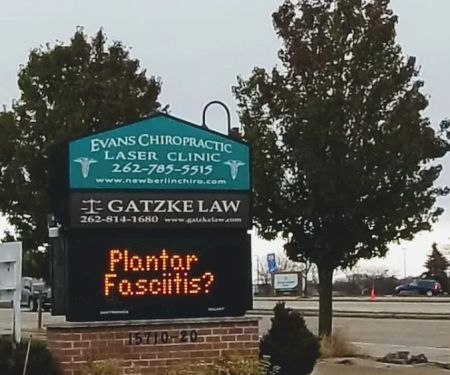 EVANS CHIROPRACTIC
LASER CLINIC
262-785-5515
www.newberlinchiro.com
GATZKE LAW
262-814-1680 www.gatzkelaw.com
Plantar
Fasciitis?
15710-20